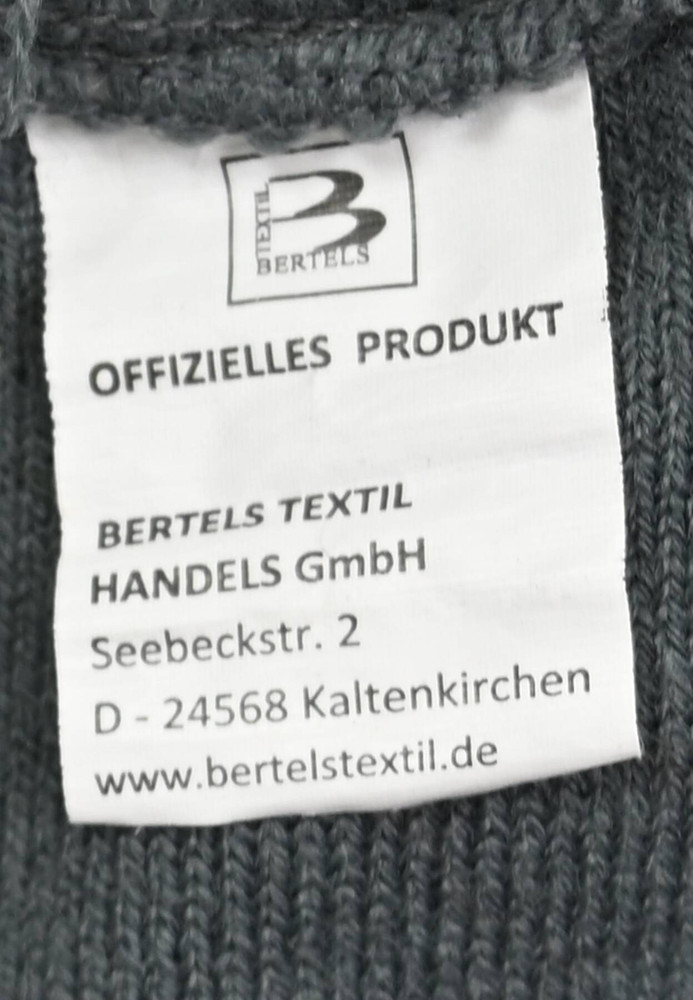 TEXTIL
BERTELS
OFFIZIELLES PRODUKT
BERTELS TEXTIL
HANDELS GmbH
Seebeckstr. 2
D - 24568 Kaltenkirchen
www.bertelstextil.de